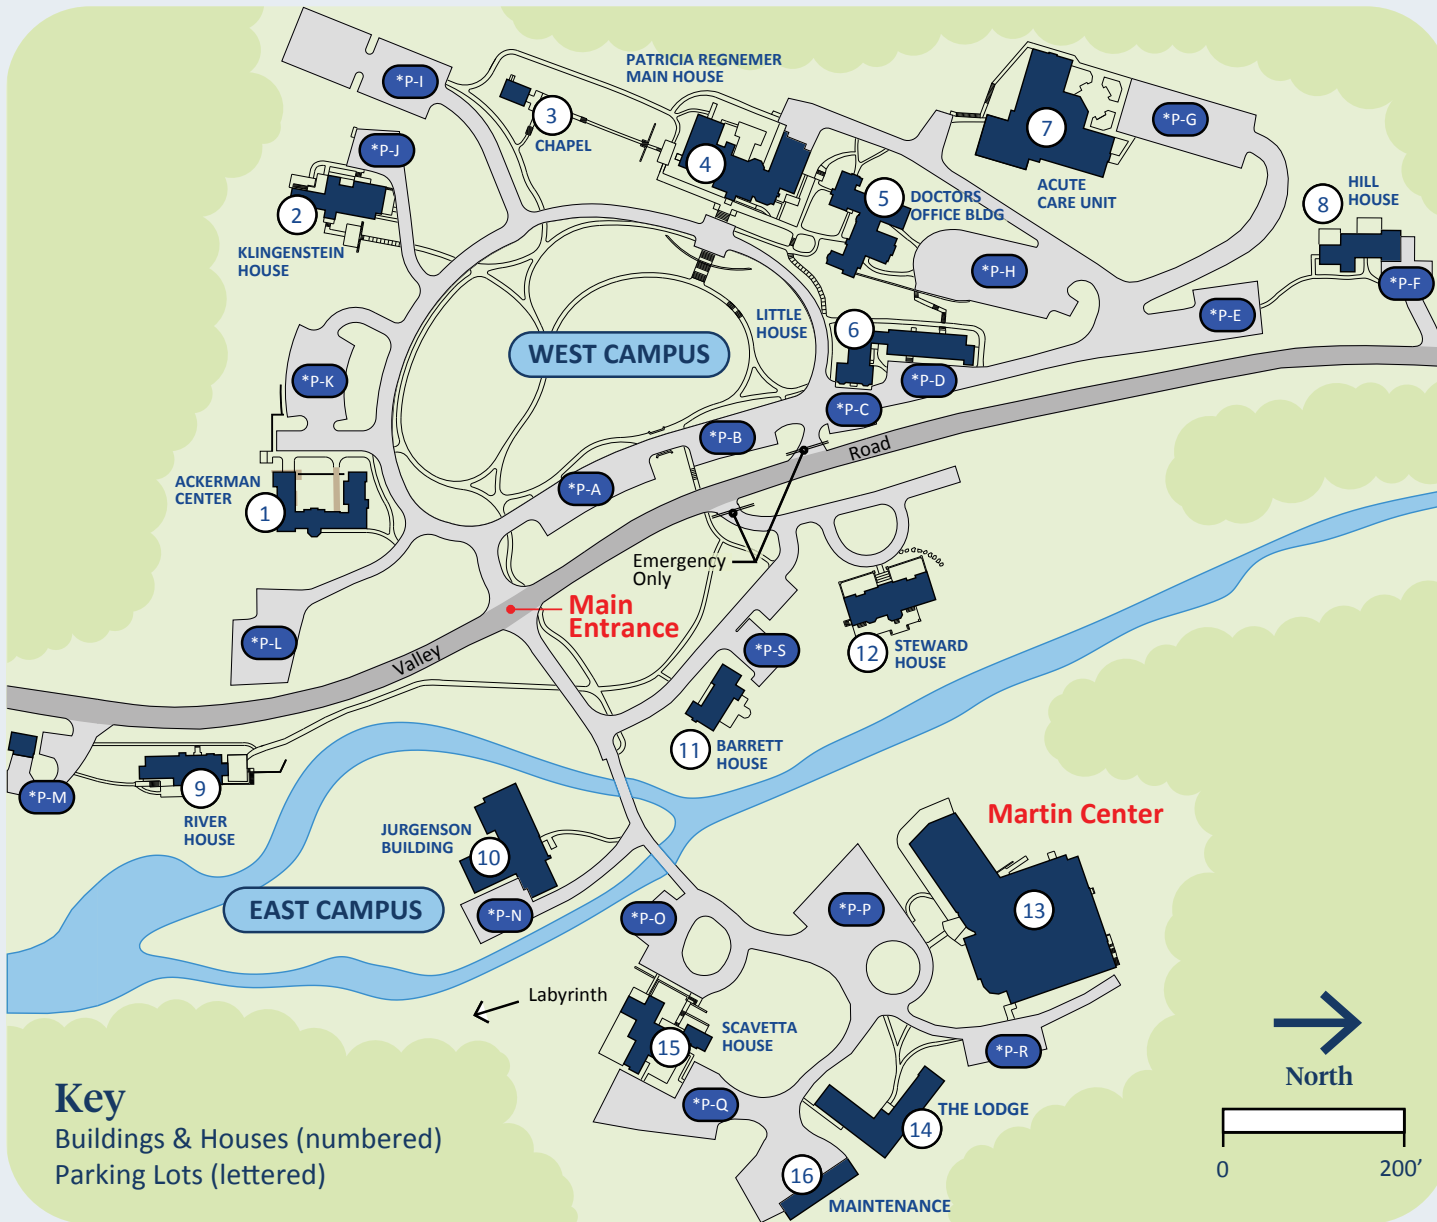 *P-I
PATRICIA REGNEMER
MAIN HOUSE
3
CHAPEL
*P-J
4
7
*P-G
ACUTE
CARE UNIT
2
KLINGENSTEIN
HOUSE
5
DOCTORS
OFFICE BLDG
8
HILL
HOUSE
*P-H
*P-F
*P-E
LITTLE
HOUSE
6
WEST CAMPUS
*P-K
*P-D
*P-C
*P-B
Road
ACKERMAN
CENTER
1
*P-A
Emergency
Only
Main
Entrance
*P-L
Valley
*P-S
12
STEWARD
HOUSE
11
BARRETT
HOUSE
*P-M
9
RIVER
HOUSE
JURGENSON
BUILDING
10
Martin Center
EAST CAMPUS
*P-N
*P-O
*P-P
13
Labyrinth
SCAVETTA
HOUSE
15
*P-R
*P-Q
THE LODGE
14
16
MAINTENANCE
North
0
200’
Key
Buildings & Houses (numbered)
Parking Lots (lettered)